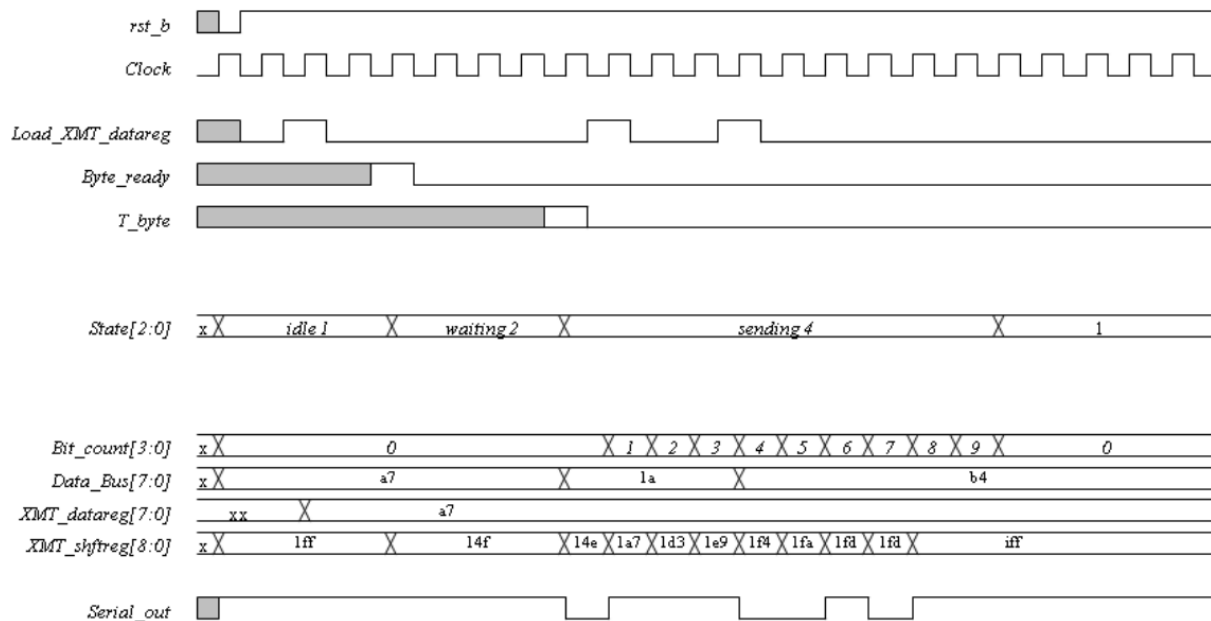 rst_b
Clock
Load_XMT_datareg
Byte_ready
T_byte
State[2:0] x idle 1 waiting 2 sending 4 1
Bit_count[3:0] x 0 1 2 3 4 5 6 7 8 9 0
Data_Bus[7:0] x a7 1a b4
XMT_datareg[7:0] xx a7
XMT_shftreg[8:0] x 1ff 14f 14e 1a7 1d3 1e9 1f4 1fa 1fd 1fd iff
Serial_out